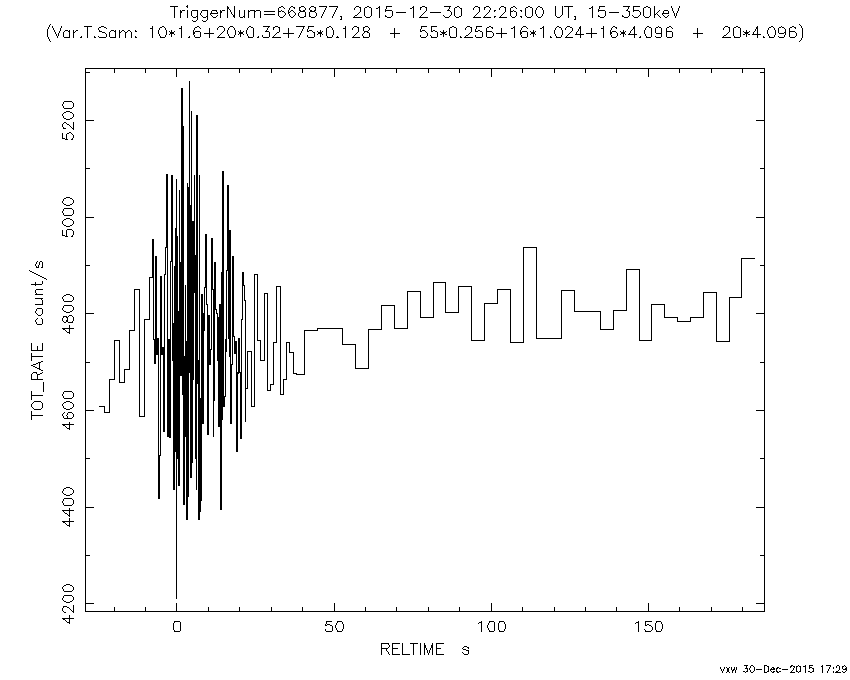 TriggerNum=668877, 2015-12-30 22:26:00 UT, 15-350keV
(Var.T.Sam: 10*1.6+20*0.32+75*0.128 + 55*0.256+16*1.024+16*4.096 + 20*4.096)
TOT_RATE count/s
5200
5000
4800
4600
4400
4200
0 50 100 150
RELTIME s
vxw 30-Dec-2015 17:29